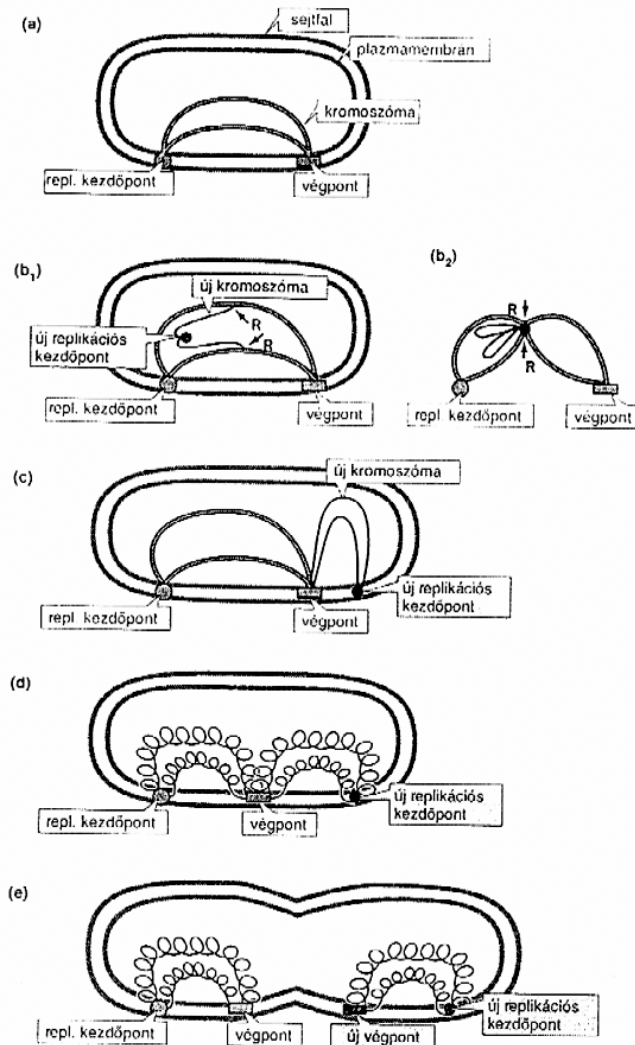 (a)
sejtfal
plazmamembrán
kromoszóma
repl. kezdőpont
végpont
(b₁)
új kromoszóma
R
új replikációs
kezdőpont
R
repl. kezdőpont
végpont
(b₂)
R
R
repl. kezdőpont
végpont
(c)
új kromoszóma
repl. kezdőpont
végpont
új replikációs
kezdőpont
(d)
repl. kezdőpont
végpont
új replikációs
kezdőpont
(e)
repl. kezdőpont
végpont
új végpont
új replikációs
kezdőpont